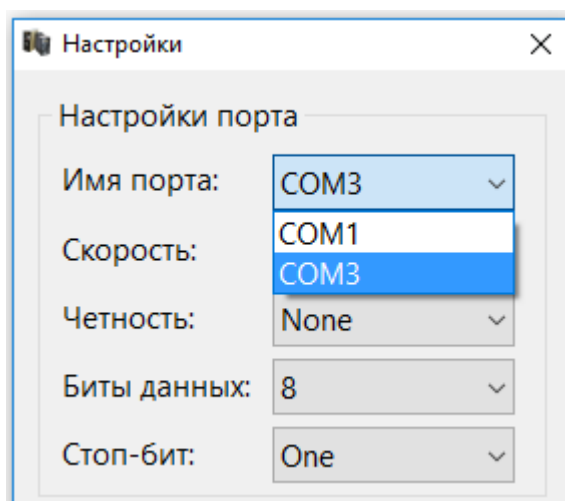 Настройки
Настройки порта
Имя порта: COM3
COM1
Скорость:
COM3
Четность: None
Биты данных: 8
Стоп-бит: One